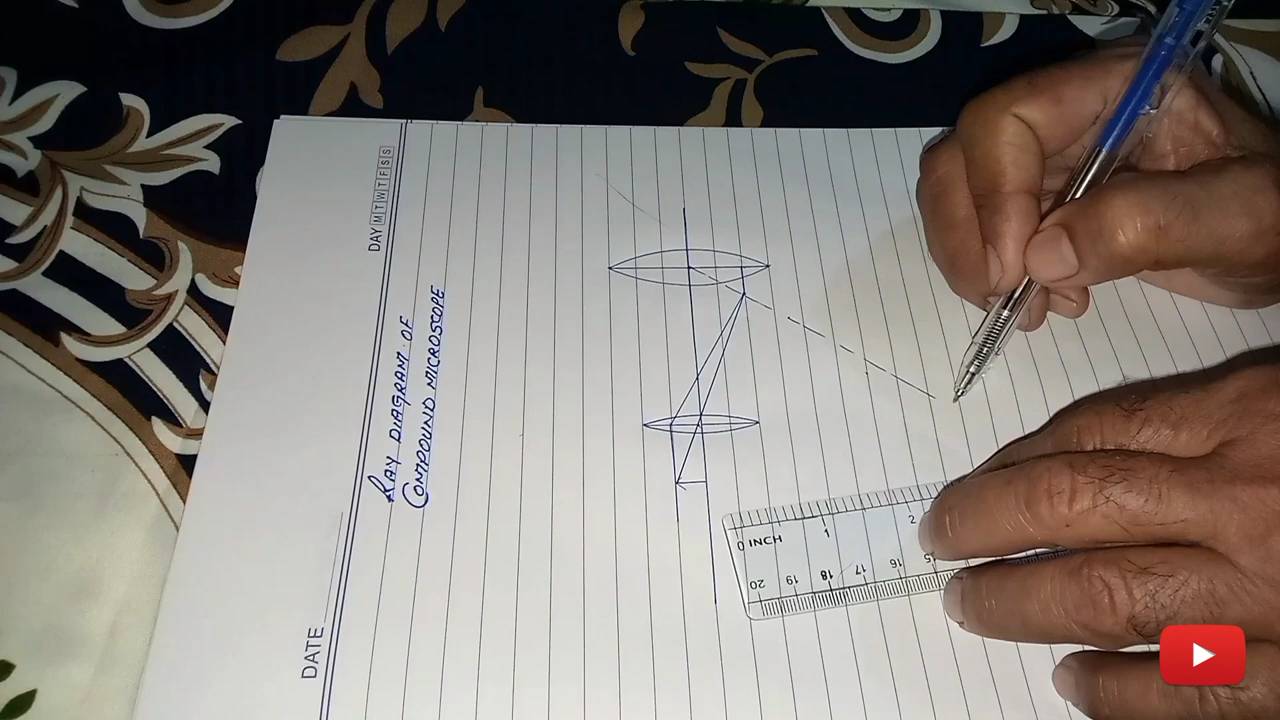 DAY M T W T F S S
RAY DIAGRAM OF
COMPOUND MICROSCOPE
DATE
0 INCH 1 2
20 19 18 17 16 15